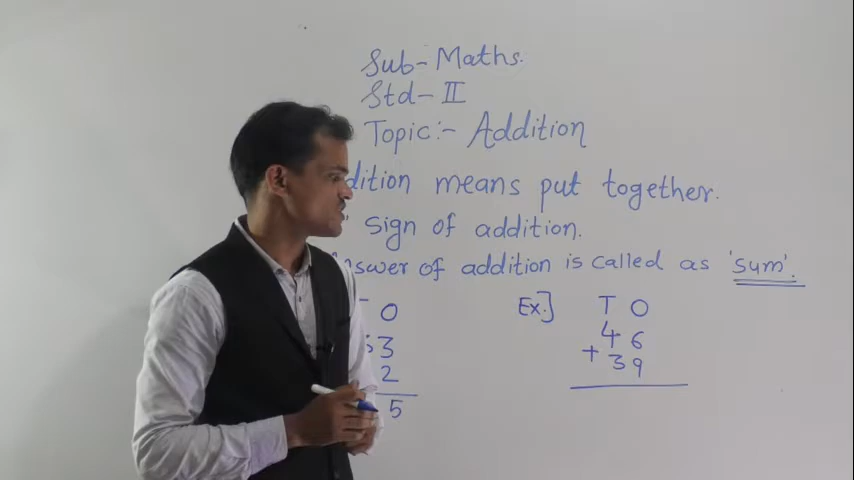 Sub- Maths.
Std- II
Topic:- Addition
dition means put together.
sign of addition.
nswer of addition is called as 'sum'.
O
3
2
5
Ex.] T O
4 6
+ 3 9